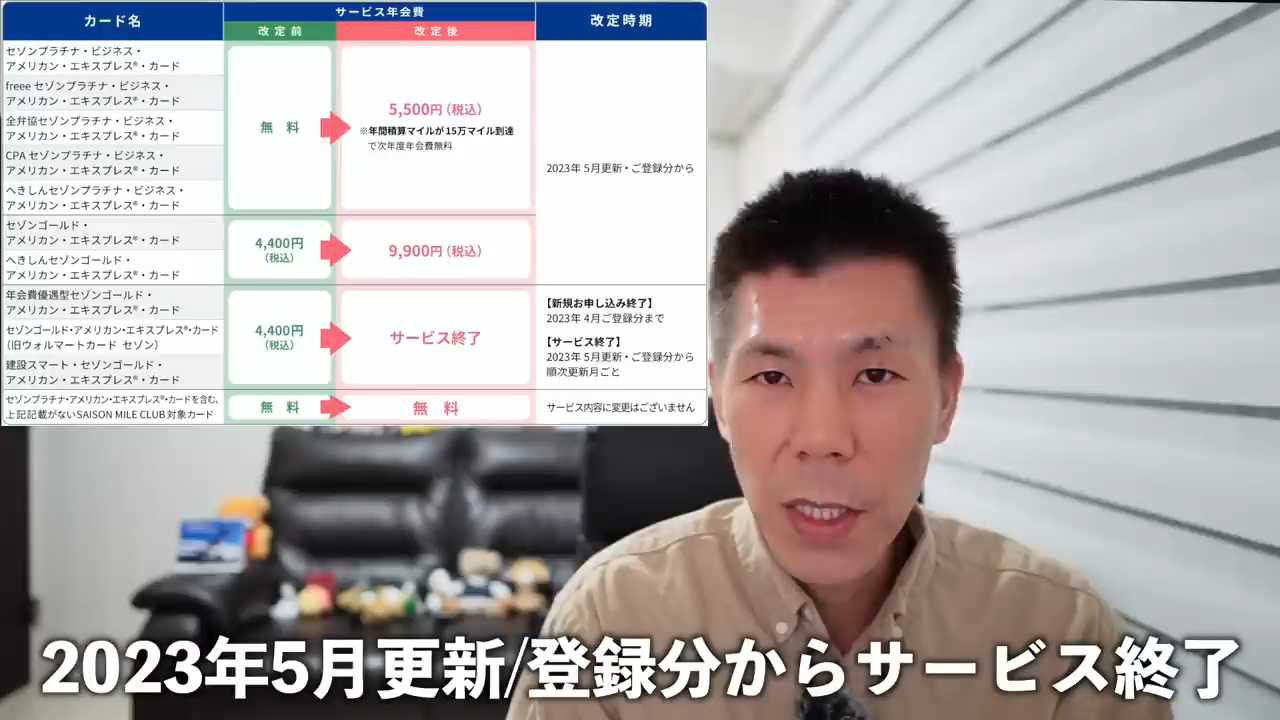 カード名
サービス年会費
改定前
改定後
改定時期
セゾンプラチナ・ビジネス・
アメリカン・エキスプレス®・カード
freee セゾンプラチナ・ビジネス・
アメリカン・エキスプレス®・カード
全弁協セゾンプラチナ・ビジネス・
アメリカン・エキスプレス®・カード
CPA セゾンプラチナ・ビジネス・
アメリカン・エキスプレス®・カード
へきしんセゾンプラチナ・ビジネス・
アメリカン・エキスプレス®・カード
無 料
5,500円（税込）
※年間積算マイルが15万マイル到達
で次年度年会費無料
2023年 5月更新・ご登録分から
セゾンゴールド・
アメリカン・エキスプレス®・カード
へきしんセゾンゴールド・
アメリカン・エキスプレス®・カード
4,400円
（税込）
9,900円（税込）
年会費優遇型セゾンゴールド・
アメリカン・エキスプレス®・カード
セゾンゴールド・アメリカン・エキスプレス®・カード
（旧ウォルマートカード セゾン）
建設スマート・セゾンゴールド・
アメリカン・エキスプレス®・カード
4,400円
（税込）
サービス終了
【新規お申し込み終了】
2023年 4月ご登録分まで
【サービス終了】
2023年 5月更新・ご登録分から
順次更新月ごと
セゾンプラチナ・アメリカン・エキスプレス®・カードを含む、
上記記載がないSAISON MILE CLUB 対象カード
無 料
無 料
サービス内容に変更はございません
2023年5月更新/登録分からサービス終了